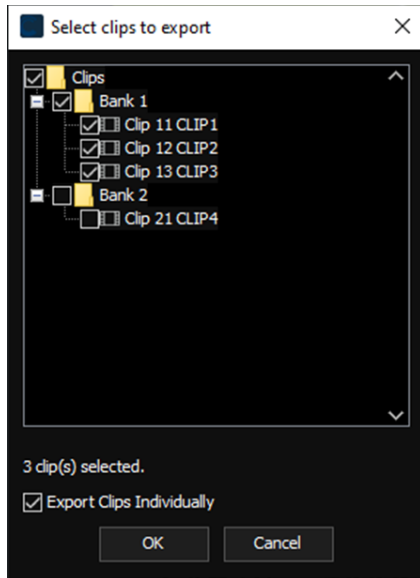 Select clips to export
Clips
Bank 1
Clip 11 CLIP1
Clip 12 CLIP2
Clip 13 CLIP3
Bank 2
Clip 21 CLIP4
3 clip(s) selected.
Export Clips Individually
OK Cancel